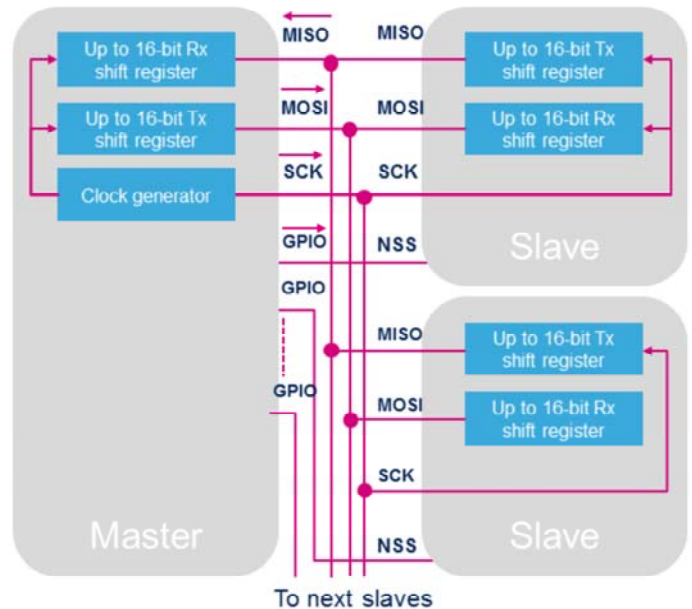 MISO
MISO
Up to 16-bit Rx
shift register
Up to 16-bit Tx
shift register
MOSI
MOSI
Up to 16-bit Tx
shift register
Up to 16-bit Rx
shift register
SCK
SCK
Clock generator
GPIO
NSS
Slave
GPIO
MISO
Up to 16-bit Tx
shift register
GPIO
MOSI
Up to 16-bit Rx
shift register
SCK
Master
NSS
Slave
To next slaves